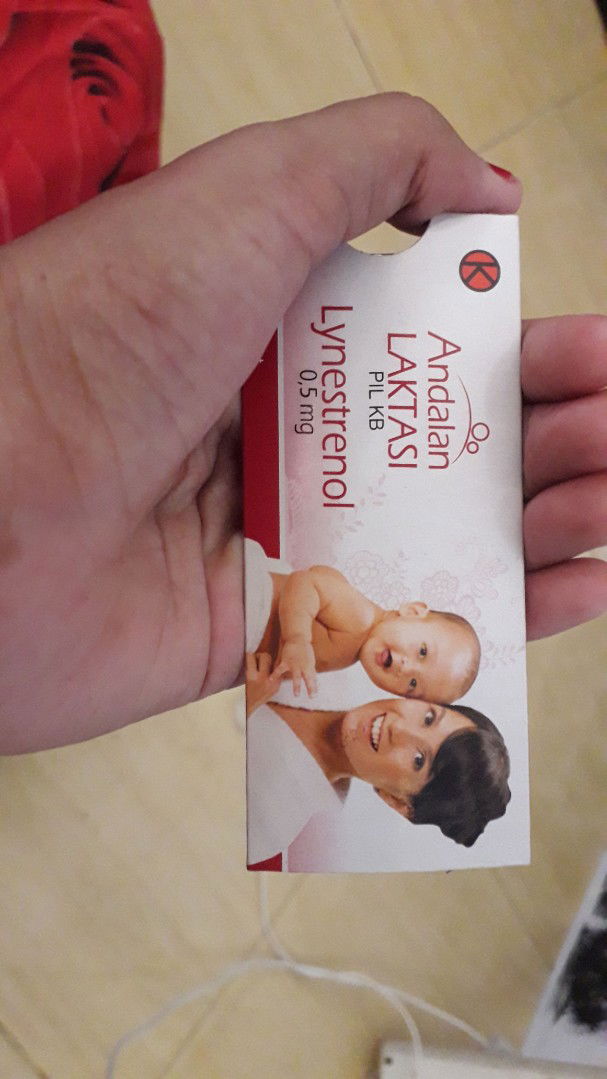 K
Andalan
LAKTASI
PIL KB
Lynestrenol
0,5 mg